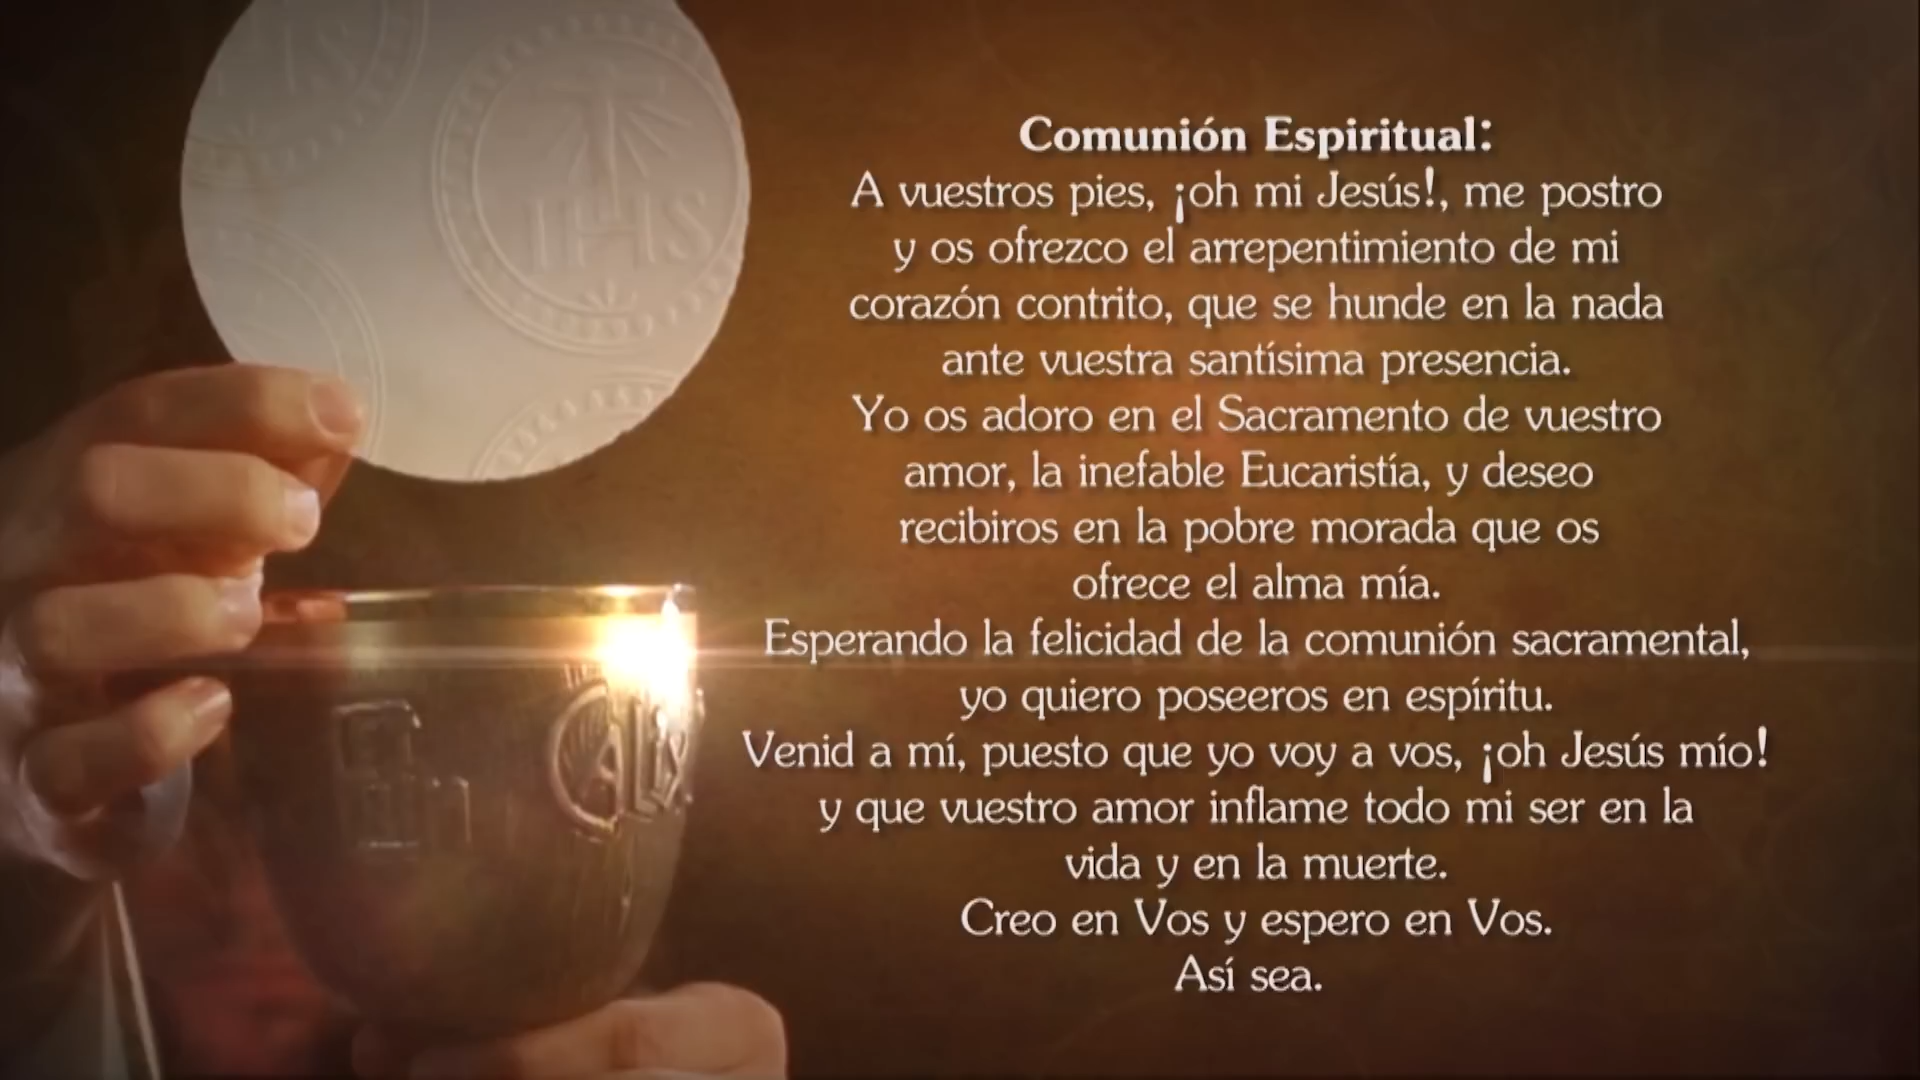 IHS
Calix
Comunión Espiritual:
A vuestros pies, ¡oh mi Jesús!, me postro
y os ofrezco el arrepentimiento de mi
corazón contrito, que se hunde en la nada
ante vuestra santísima presencia.
Yo os adoro en el Sacramento de vuestro
amor, la inefable Eucaristía, y deseo
recibiros en la pobre morada que os
ofrece el alma mía.
Esperando la felicidad de la comunión sacramental,
yo quiero poseeros en espíritu.
Venid a mí, puesto que yo voy a vos, ¡oh Jesús mío!
y que vuestro amor inflame todo mi ser en la
vida y en la muerte.
Creo en Vos y espero en Vos.
Así sea.